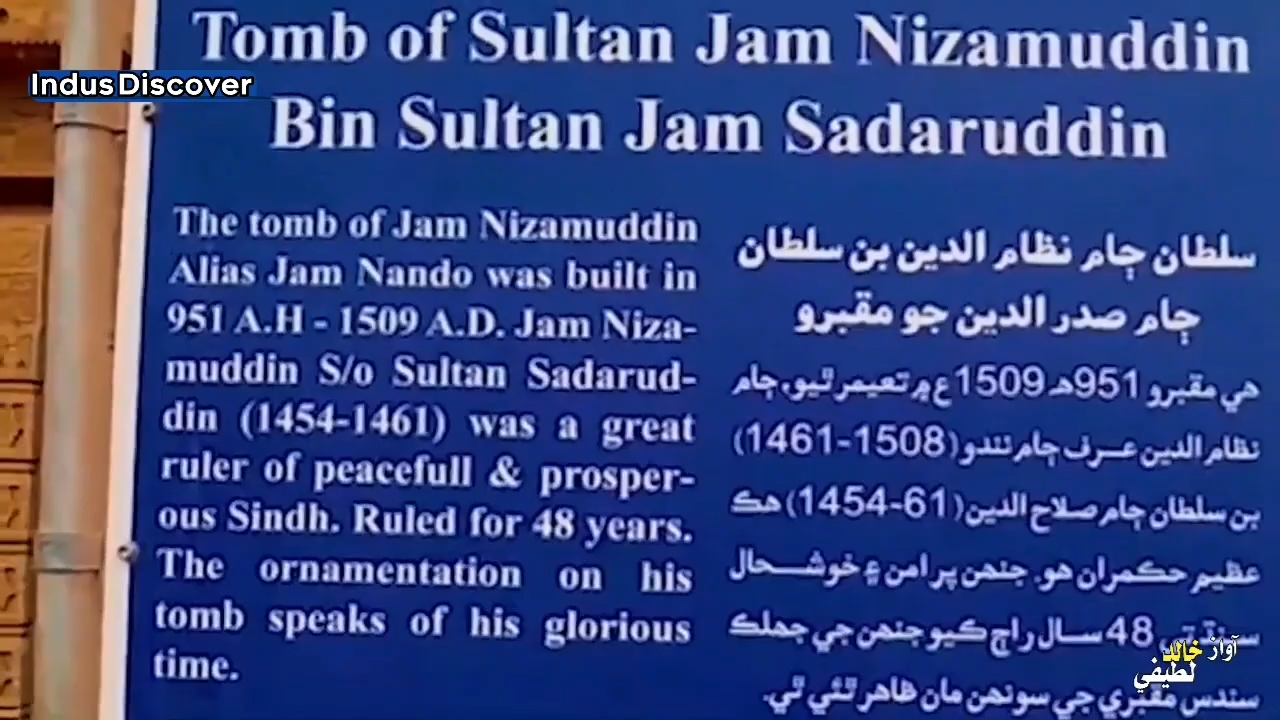 Tomb of Sultan Jam Nizamuddin
Bin Sultan Jam Sadaruddin
Indus Discover
The tomb of Jam Nizamuddin
Alias Jam Nando was built in
951 A.H - 1509 A.D. Jam Niza-
muddin S/o Sultan Sadarud-
din (1454-1461) was a great
ruler of peacefull & prosper-
ous Sindh. Ruled for 48 years.
The ornamentation on his
tomb speaks of his glorious
time.
سلطان ڄام نظام الدين بن سلطان
ڄام صدر الدين جو مقبرو
هي مقبرو 951هه 1509 ع ۾ تعيمر ٿيو، ڄام
نظام الدين عرف ڄام نندو (1508-1461)
بن سلطان ڄام صلاح الدين (61-1454) هڪ
عظيم حڪمران هو. جنهن پر امن ۽ خوشحال
48 سال راڄ ڪيو جنهن جي جهلڪ
سندس مقبري جي سونهن مان ظاهر ٿئي ٿي.
آواز خالد
لطيفي